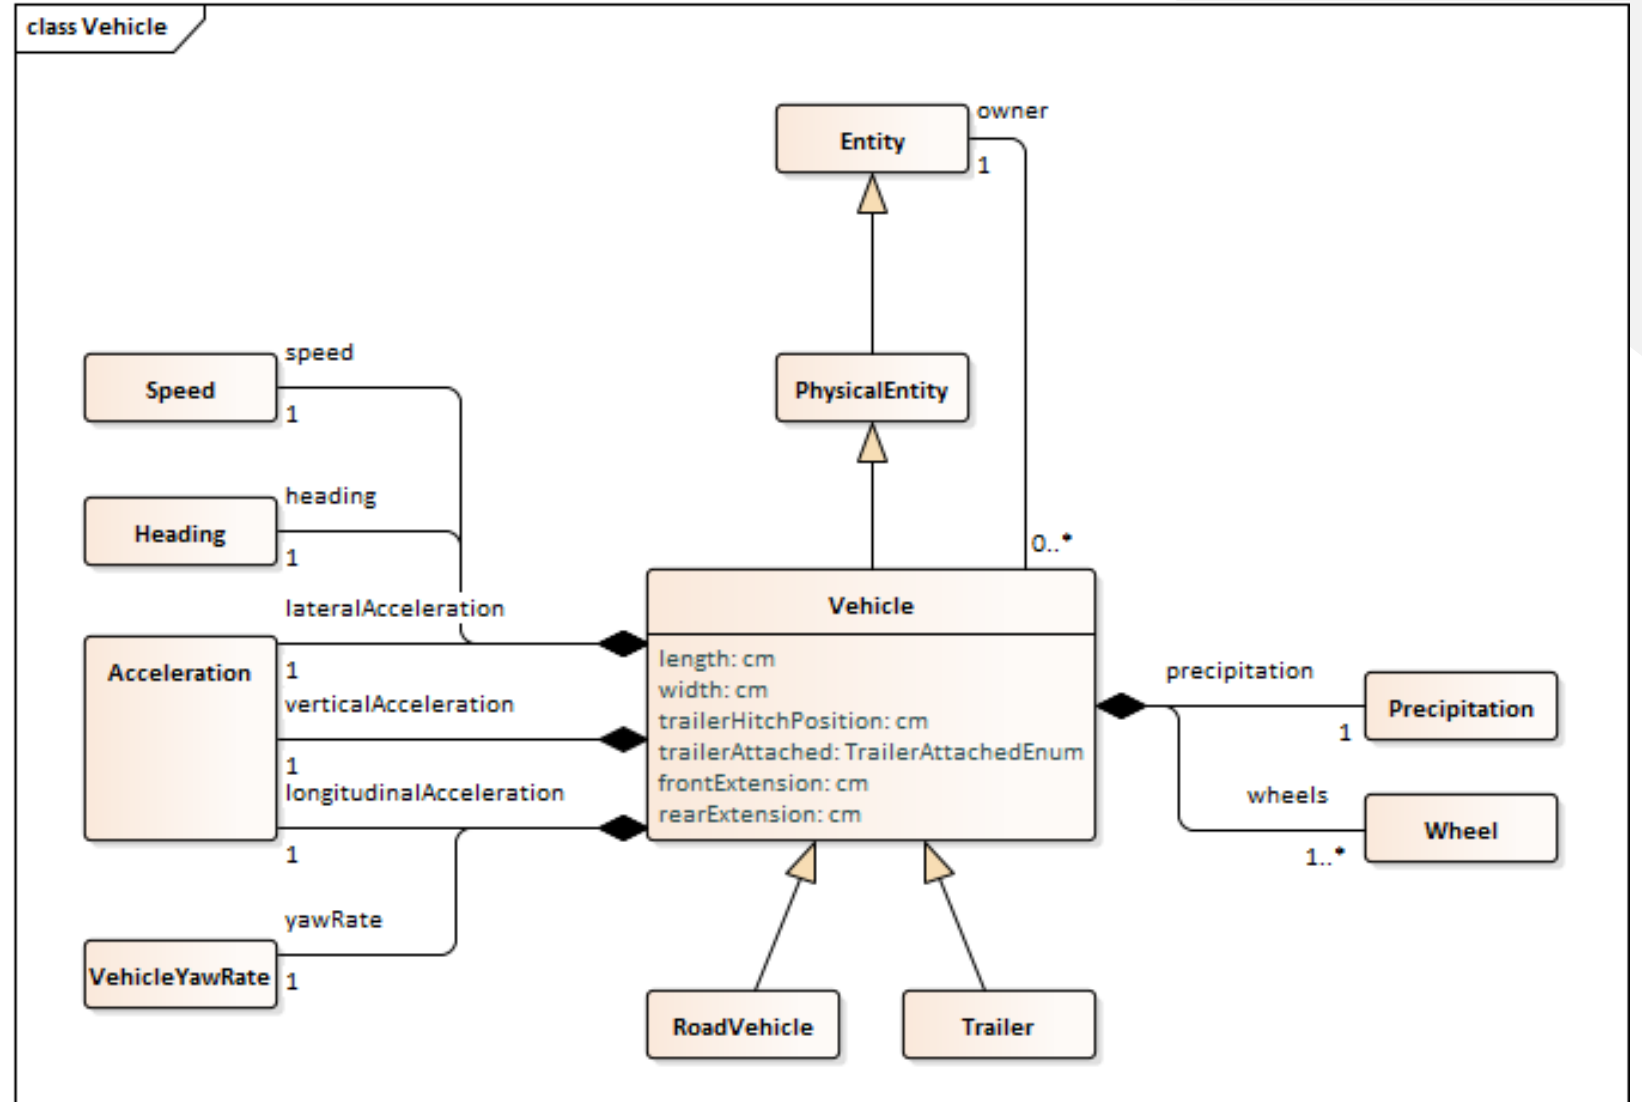 class Vehicle
owner
Entity
1
speed
Speed
1
PhysicalEntity
heading
Heading
1
0..*
lateralAcceleration
Vehicle
Acceleration
1
length: cm
width: cm
trailerHitchPosition: cm
trailerAttached: TrailerAttachedEnum
frontExtension: cm
rearExtension: cm
verticalAcceleration
1
longitudinalAcceleration
1
precipitation
Precipitation
1
wheels
Wheel
1..*
yawRate
VehicleYawRate
1
RoadVehicle
Trailer